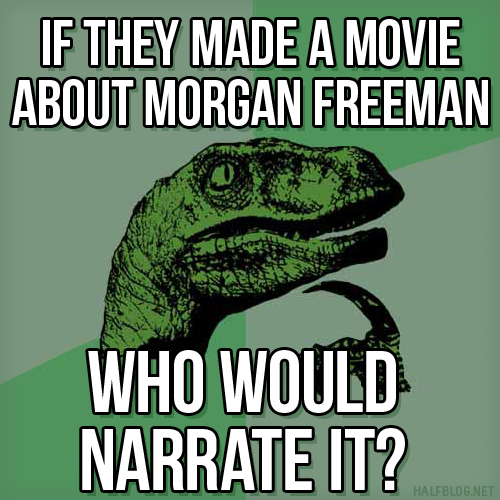 IF THEY MADE A MOVIE
ABOUT MORGAN FREEMAN
WHO WOULD
NARRATE IT?
HALFBLOG.NET